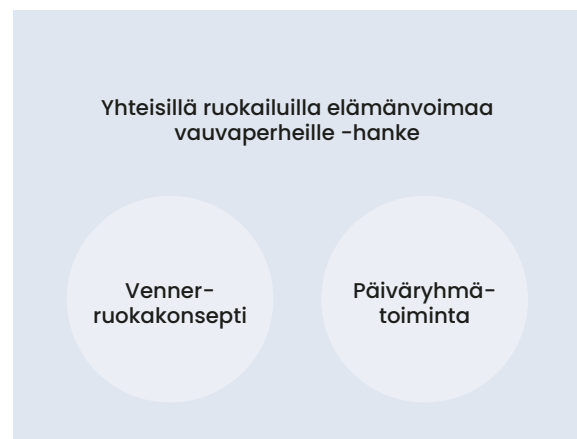 Yhteisillä ruokailuilla elämänvoimaa
vauvaperheille -hanke
Venner-
ruokakonsepti
Päiväryhmä-
toiminta